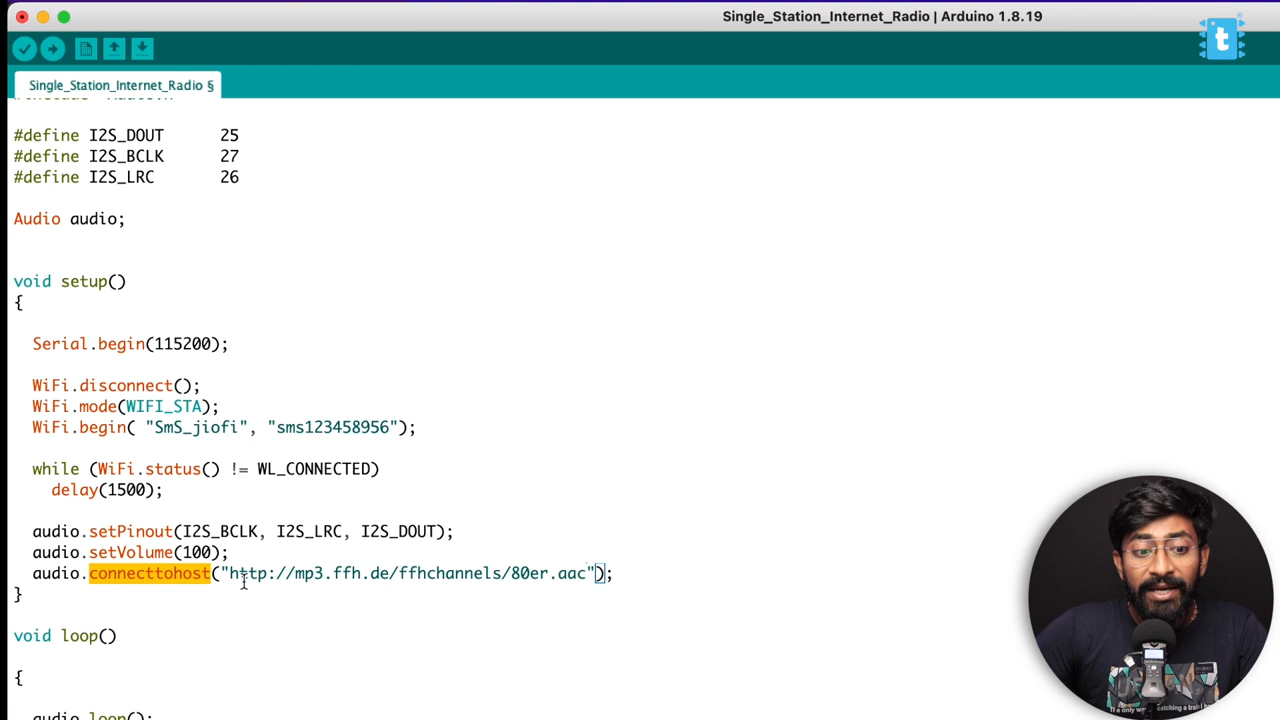 Single_Station_Internet_Radio | Arduino 1.8.19
t
Single_Station_Internet_Radio §
#define I2S_DOUT 25
#define I2S_BCLK 27
#define I2S_LRC 26
Audio audio;
void setup()
{
Serial.begin(115200);
WiFi.disconnect();
WiFi.mode(WIFI_STA);
WiFi.begin( "SmS_jiofi", "sms123458956");
while (WiFi.status() != WL_CONNECTED)
delay(1500);
audio.setPinout(I2S_BCLK, I2S_LRC, I2S_DOUT);
audio.setVolume(100);
audio.connecttohost("http://mp3.ffh.de/ffhchannels/80er.aac");
}
void loop()
{
audio.loop();